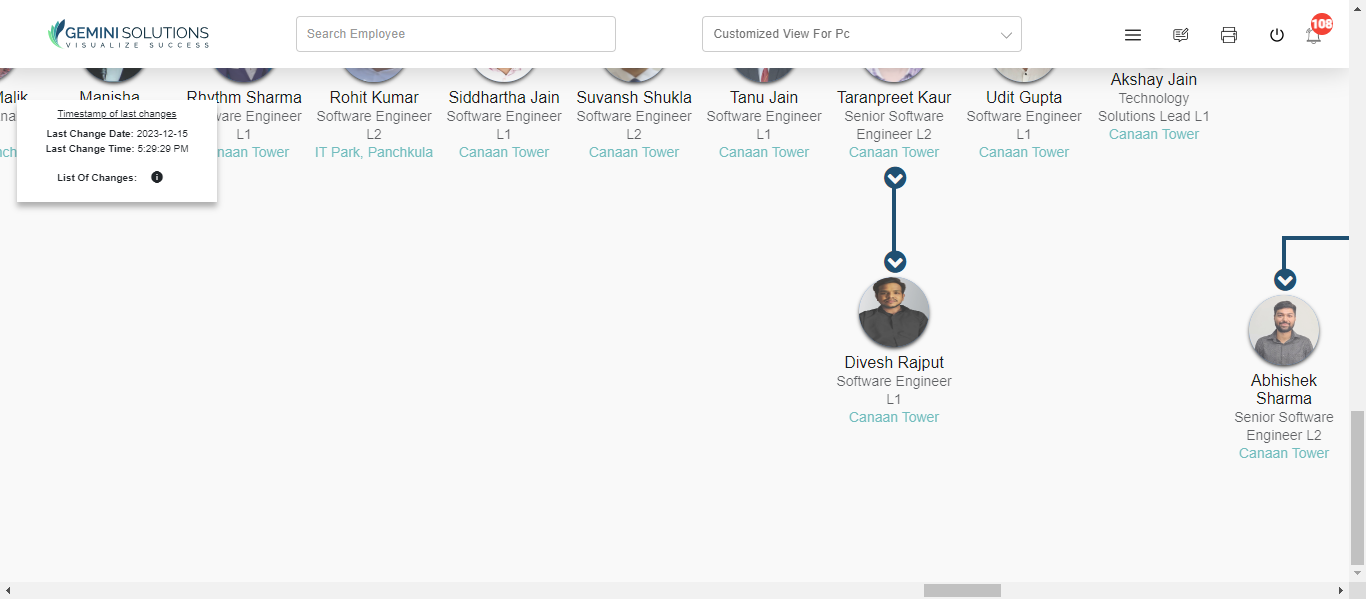 GEMINI SOLUTIONS
VISUALIZE SUCCESS
Search Employee
Customized View For Pc
108
Malik
Manisha
Rhythm Sharma
Software Engineer
L1
Canaan Tower
Rohit Kumar
Software Engineer
L2
IT Park, Panchkula
Siddhartha Jain
Software Engineer
L1
Canaan Tower
Suvansh Shukla
Software Engineer
L2
Canaan Tower
Tanu Jain
Software Engineer
L1
Canaan Tower
Taranpreet Kaur
Senior Software
Engineer L2
Canaan Tower
Udit Gupta
Software Engineer
L1
Canaan Tower
Akshay Jain
Technology
Solutions Lead L1
Canaan Tower
Timestamp of last changes
Last Change Date: 2023-12-15
Last Change Time: 5:29:29 PM
List Of Changes:
Divesh Rajput
Software Engineer
L1
Canaan Tower
Abhishek
Sharma
Senior Software
Engineer L2
Canaan Tower